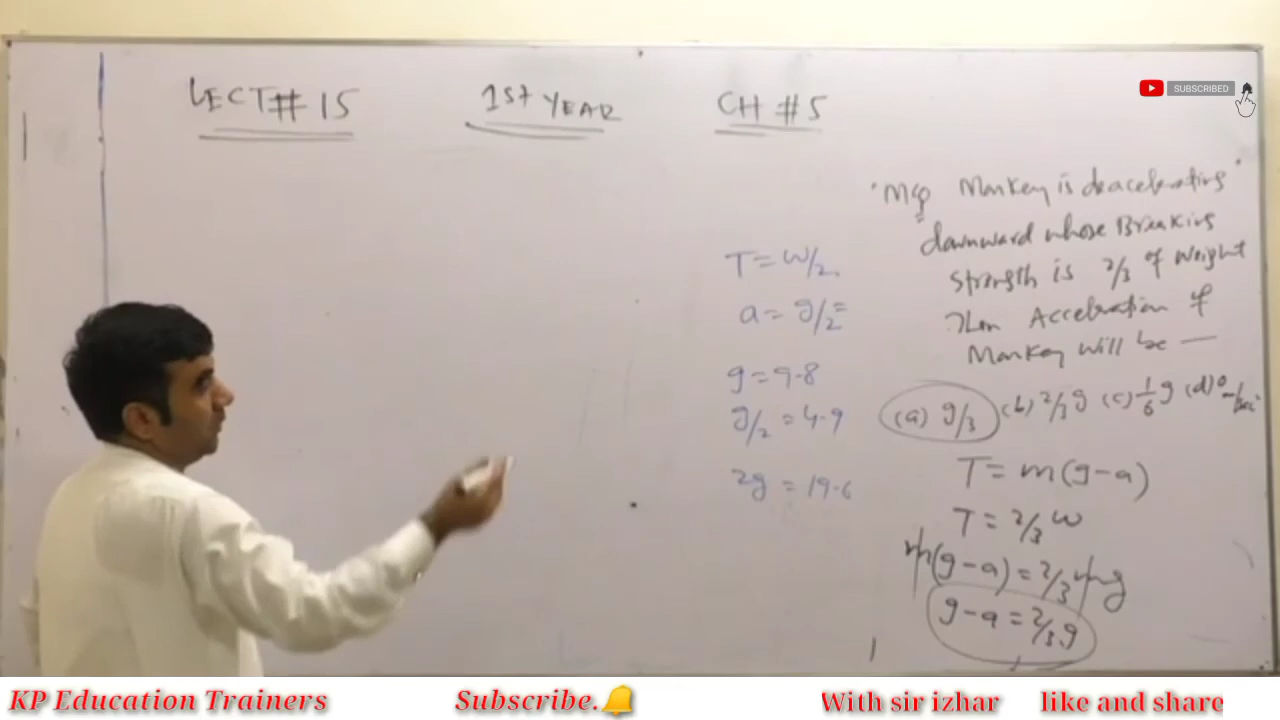 LECT# 15 1st YEAR CH # 5
SUBSCRIBED
T = W/2.
a = g/2 =
g = 9.8
g/2 = 4.9
2g = 19.6
Monkey is deacelerating
downward whose Breaking
Strength is 2/3 of Weight
Then Acceleration of
Monkey will be —
(a) g/3 (b) 2/3 g (c) 1/6 g (d) 0
T = m(g-a)
T = 2/3 w
m(g-a) = 2/3 mg
g-a = 2/3 g
KP Education Trainers Subscribe. With sir izhar like and share